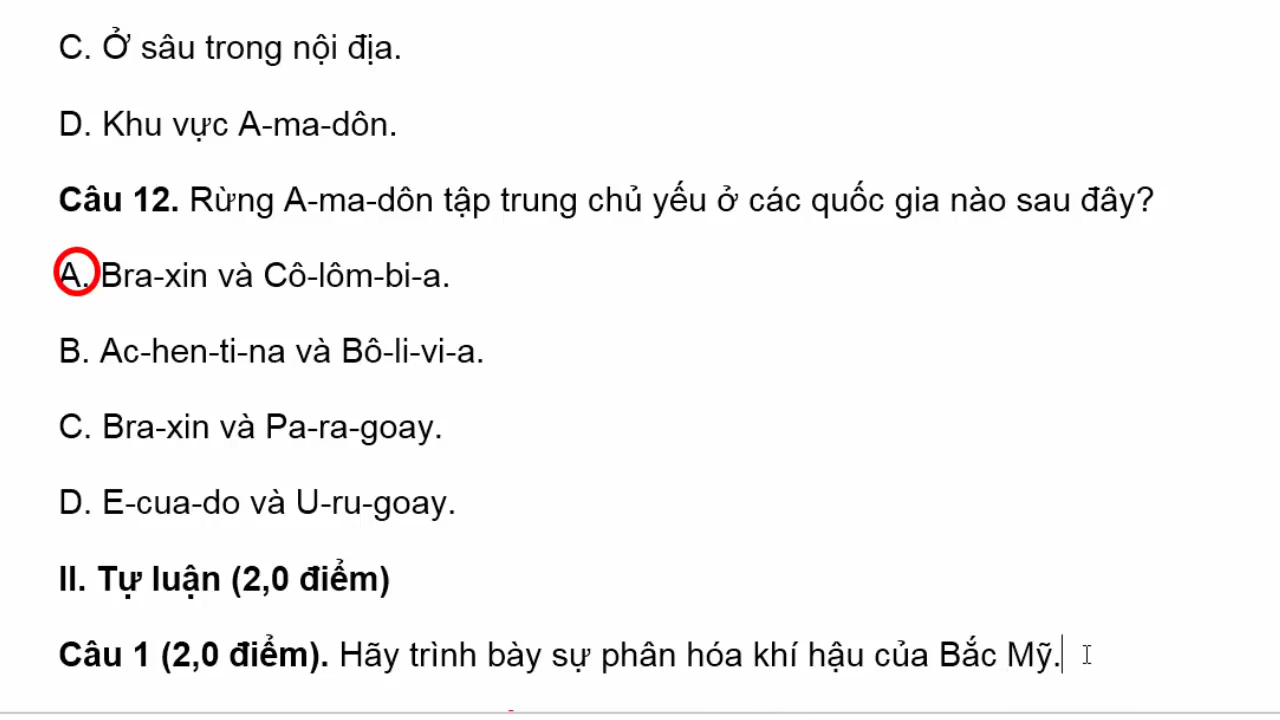 C. Ở sâu trong nội địa.
D. Khu vực A-ma-dôn.
Câu 12. Rừng A-ma-dôn tập trung chủ yếu ở các quốc gia nào sau đây?
A. Bra-xin và Cô-lôm-bi-a.
B. Ac-hen-ti-na và Bô-li-vi-a.
C. Bra-xin và Pa-ra-goay.
D. E-cua-do và U-ru-goay.
II. Tự luận (2,0 điểm)
Câu 1 (2,0 điểm). Hãy trình bày sự phân hóa khí hậu của Bắc Mỹ.